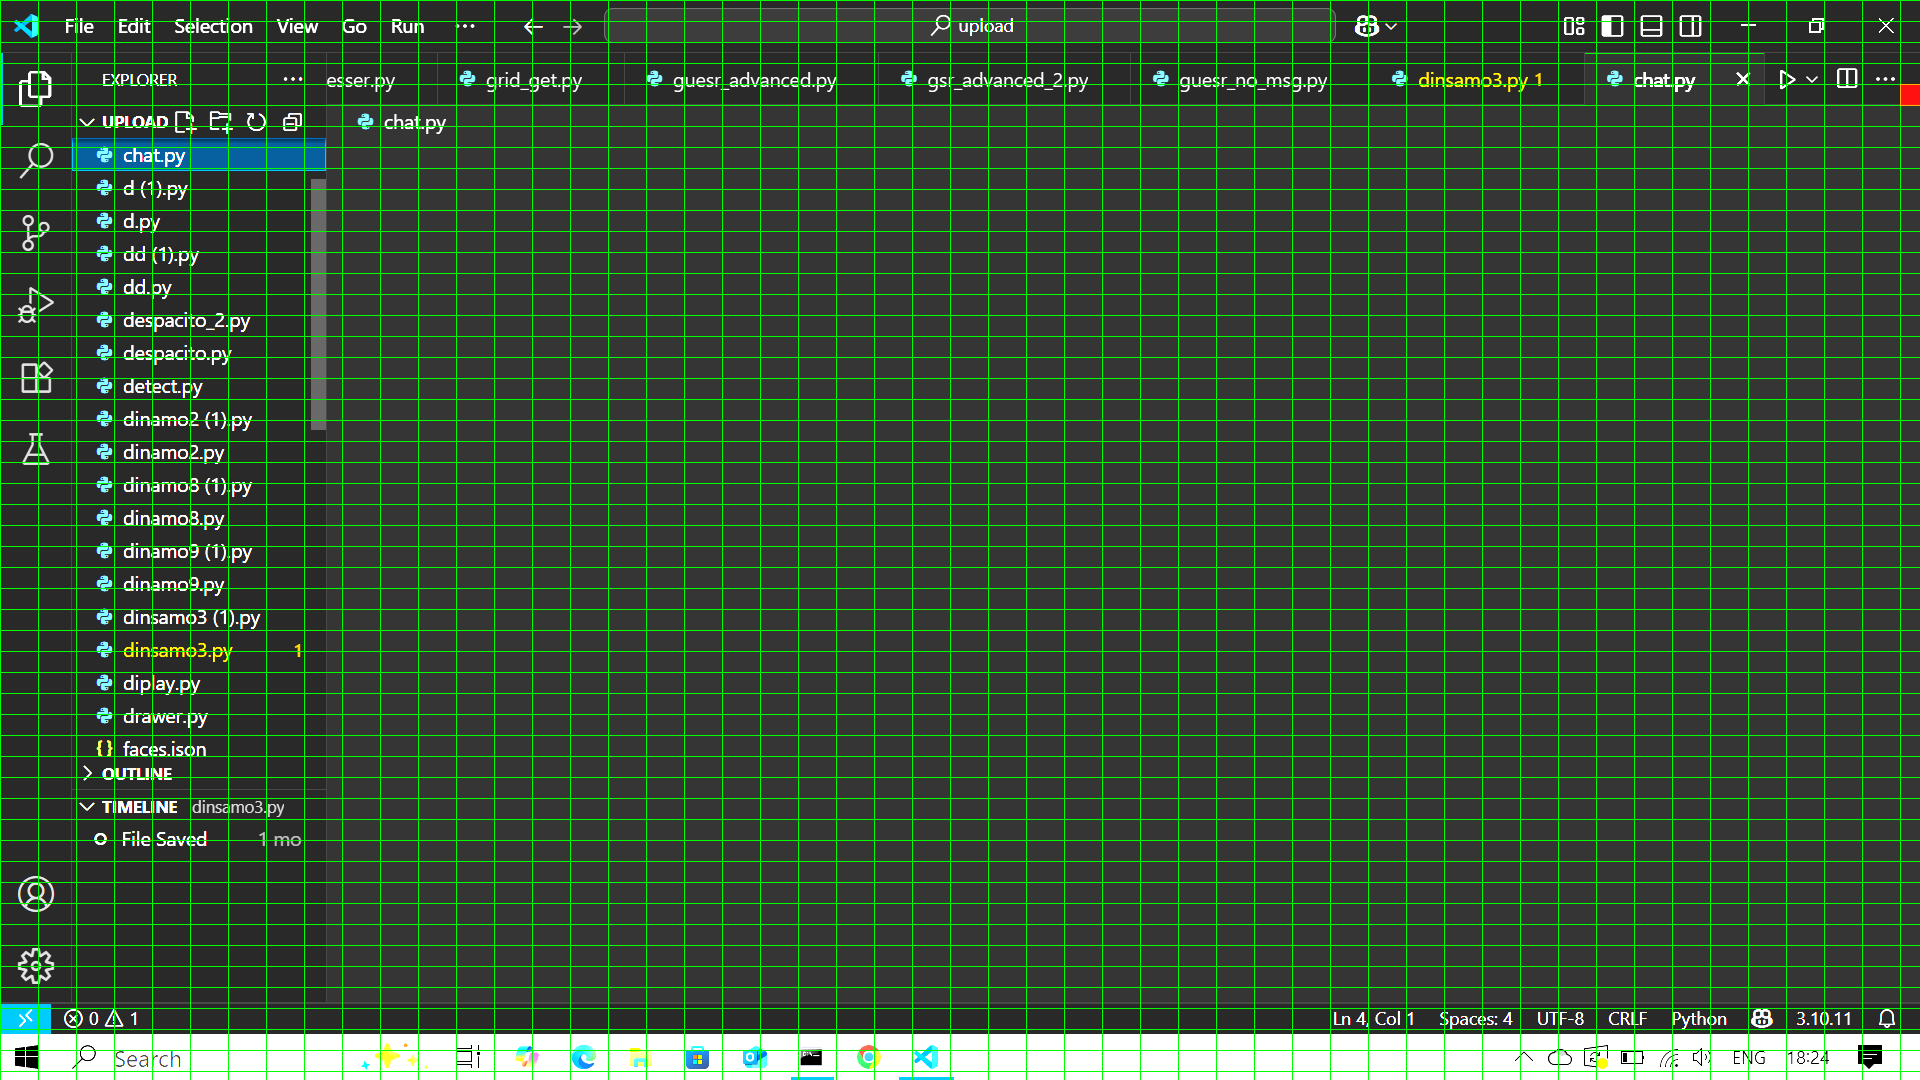 File Edit Selection View Go Run ··· upload
EXPLORER ··· esser.py grid_get.py guesr_advanced.py gsr_advanced_2.py guesr_no_msg.py dinsamo3.py 1 chat.py
UPLOAD
chat.py
chat.py
d (1).py
d.py
dd (1).py
dd.py
despacito_2.py
despacito.py
detect.py
dinamo2 (1).py
dinamo2.py
dinamo8 (1).py
dinamo8.py
dinamo9 (1).py
dinamo9.py
dinsamo3 (1).py
dinsamo3.py 1
diplay.py
drawer.py
{} faces.json
OUTLINE
TIMELINE dinsamo3.py
File Saved 1 mo
0 1 Ln 4, Col 1 Spaces: 4 UTF-8 CRLF Python 3.10.11
Search ENG 18:24